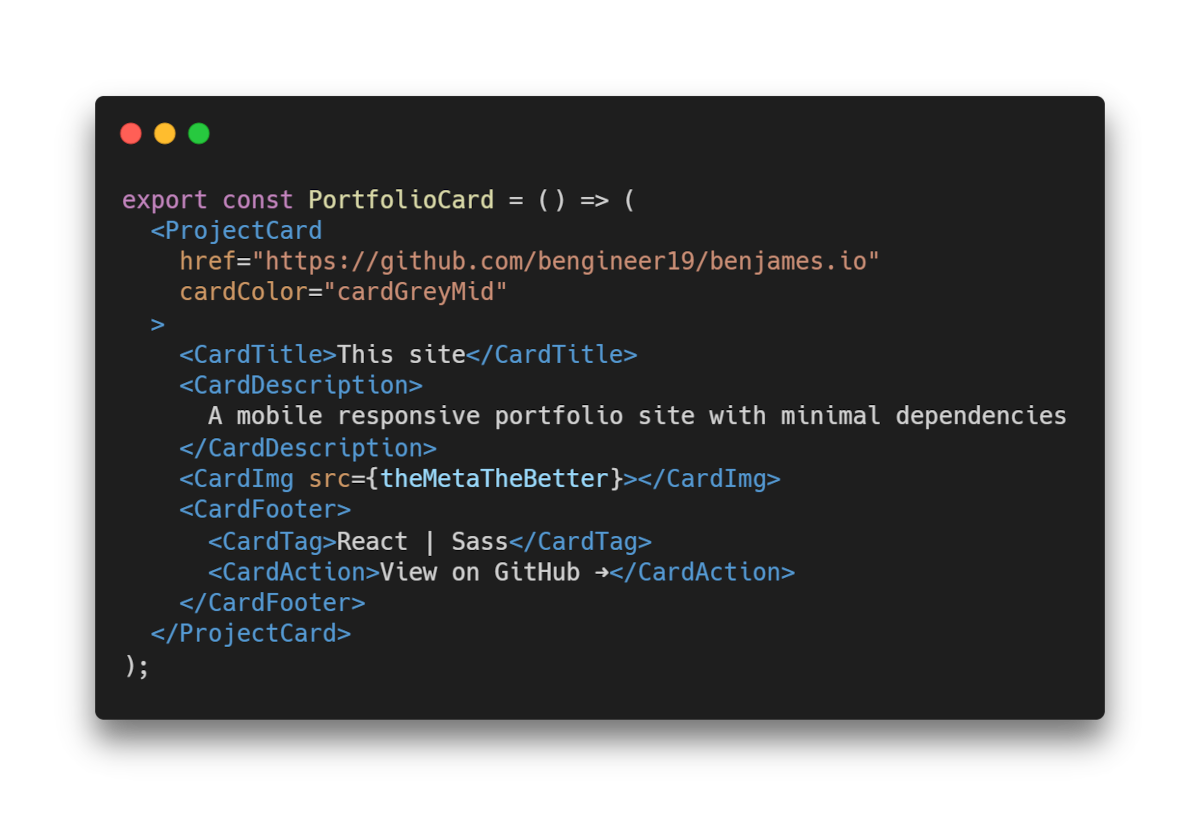 export const PortfolioCard = () => (
  <ProjectCard
    href="https://github.com/bengineer19/benjames.io"
    cardColor="cardGreyMid"
  >
    <CardTitle>This site</CardTitle>
    <CardDescription>
      A mobile responsive portfolio site with minimal dependencies
    </CardDescription>
    <CardImg src={theMetaTheBetter}></CardImg>
    <CardFooter>
      <CardTag>React | Sass</CardTag>
      <CardAction>View on GitHub ➜</CardAction>
    </CardFooter>
  </ProjectCard>
);